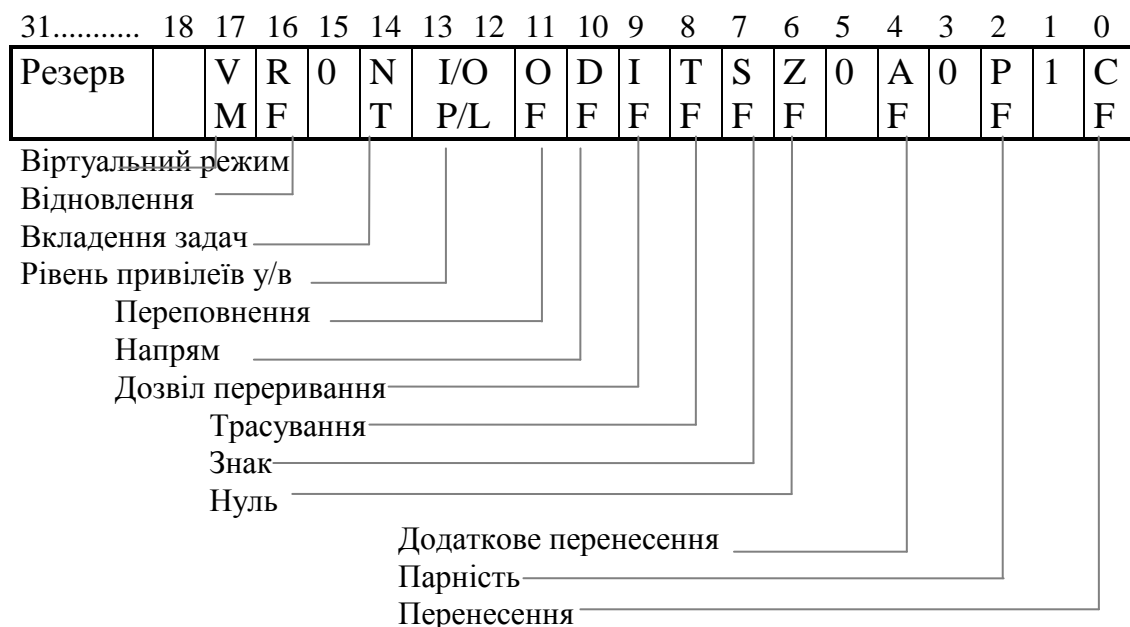 31........... 18 17 16 15 14 13 12 11 10 9 8 7 6 5 4 3 2 1 0
Резерв V R 0 N I/O O D I T S Z 0 A 0 P 1 C
M F T P/L F F F F F F F F F
Віртуальний режим
Відновлення
Вкладення задач
Рівень привілеїв у/в
Переповнення
Напрям
Дозвіл переривання
Трасування
Знак
Нуль
Додаткове перенесення
Парність
Перенесення